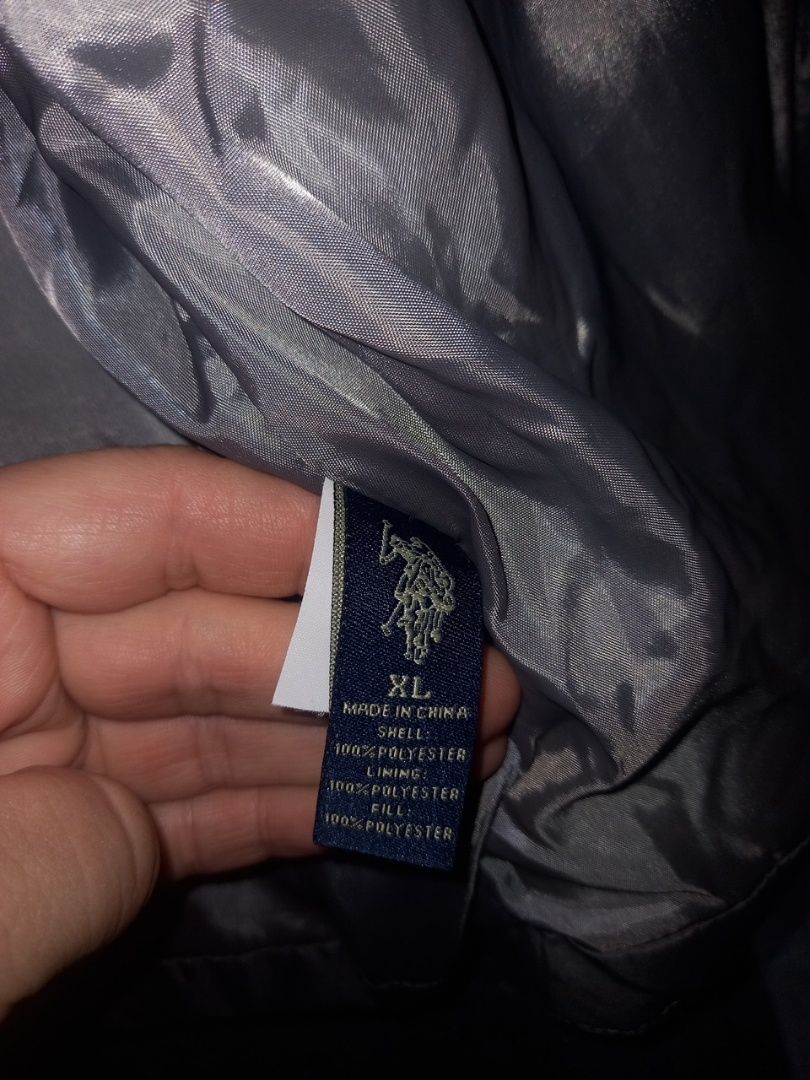 XL
MADE IN CHINA
SHELL:
100%POLYESTER
LINING:
100%POLYESTER
FILL:
100%POLYESTER